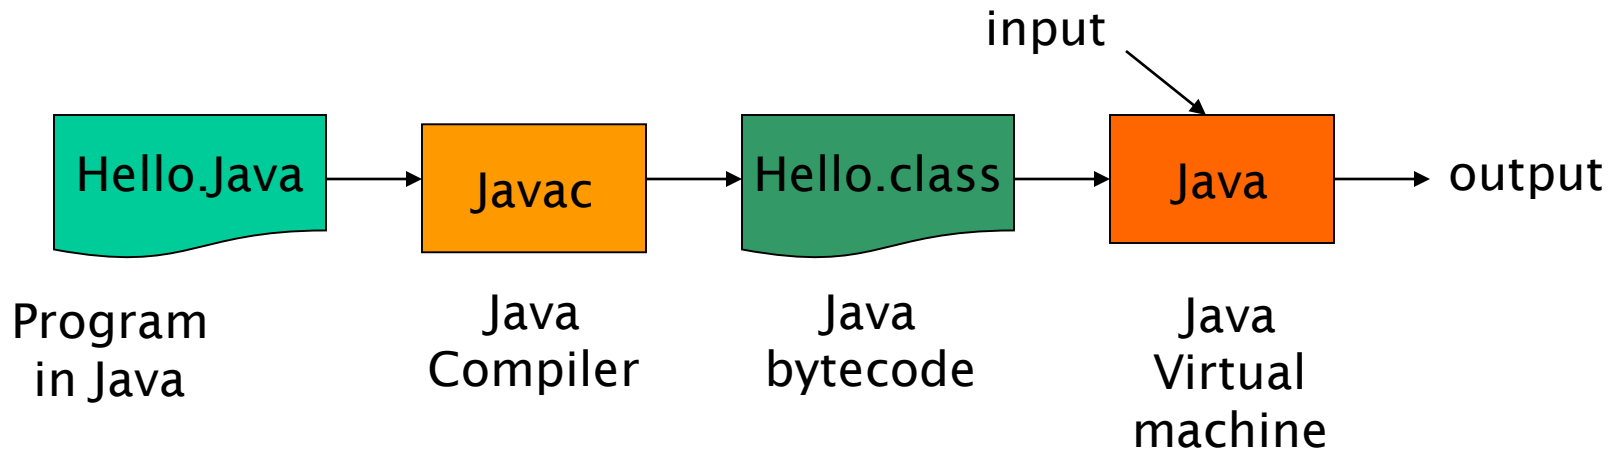 input
Hello.Java
Javac
Hello.class
Java
output
Program
in Java
Java
Compiler
Java
bytecode
Java
Virtual
machine